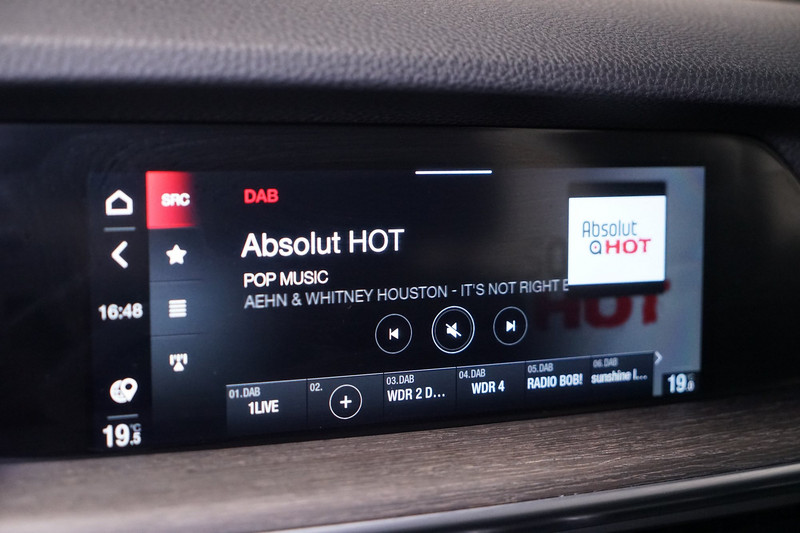 SRC
DAB
Absolut HOT
POP MUSIC
AEHN & WHITNEY HOUSTON - IT'S NOT RIGHT B
Absolut
HOT
HOT
16:48
01.DAB
1LIVE
02.
03.DAB
WDR 2 D...
04.DAB
WDR 4
05.DAB
RADIO BOB!
06.DAB
sunshine l...
19.5°C
19.